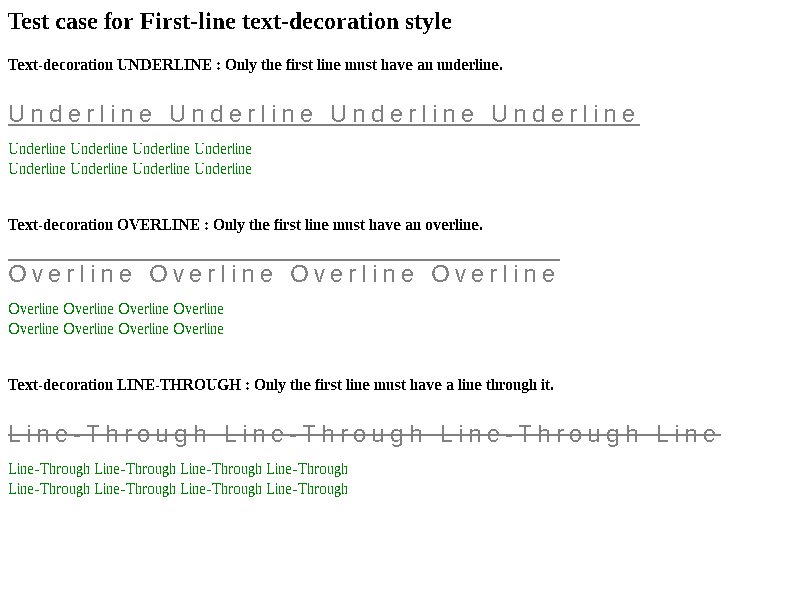 Test case for First-line text-decoration style
Text-decoration UNDERLINE : Only the first line must have an underline.
Underline Underline Underline Underline
Underline Underline Underline Underline
Underline Underline Underline Underline
Text-decoration OVERLINE : Only the first line must have an overline.
Overline Overline Overline Overline
Overline Overline Overline Overline
Overline Overline Overline Overline
Text-decoration LINE-THROUGH : Only the first line must have a line through it.
Line-Through Line-Through Line-Through Line
Line-Through Line-Through Line-Through Line-Through
Line-Through Line-Through Line-Through Line-Through